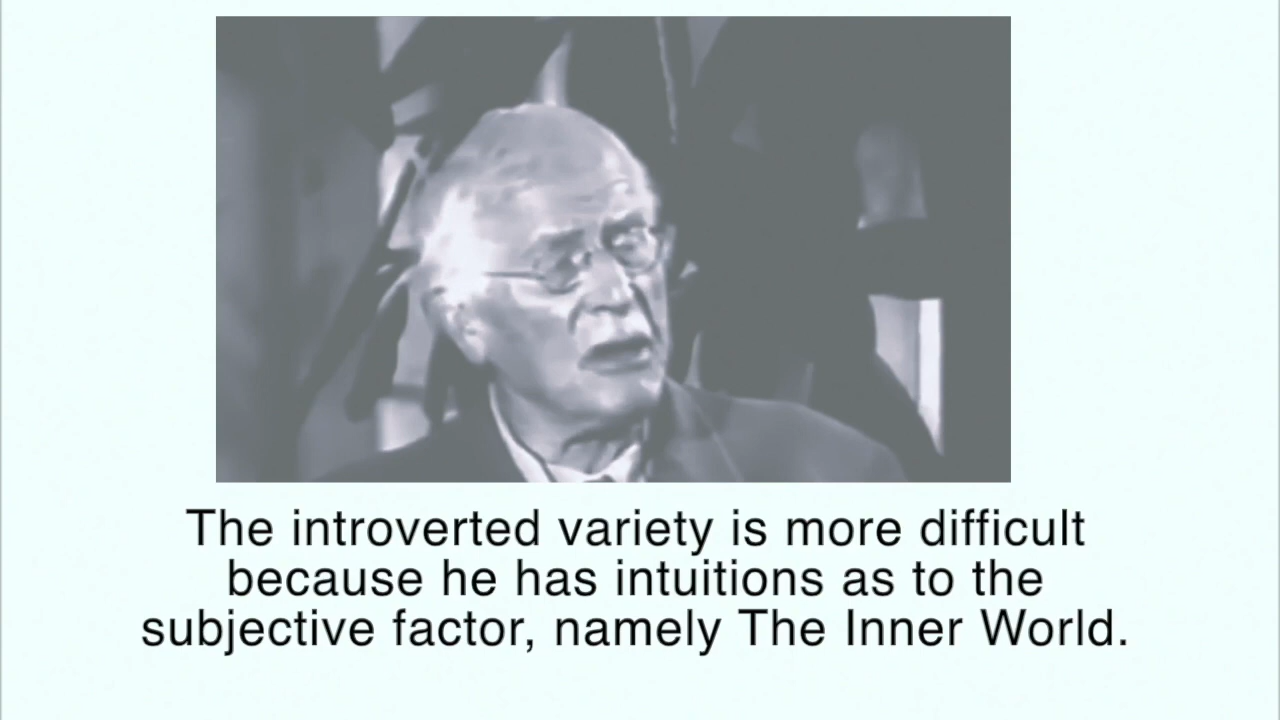 The introverted variety is more difficult
because he has intuitions as to the
subjective factor, namely The Inner World.